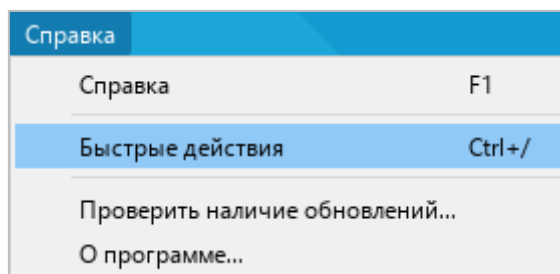 Справка
Справка F1
Быстрые действия Ctrl+/
Проверить наличие обновлений...
О программе...